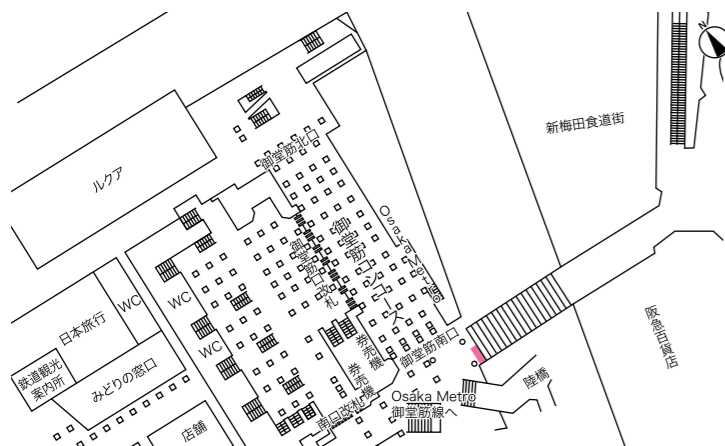 N
新梅田食道街
御堂筋北口
ルクア
Osaka Metro
御堂筋コンコース
御堂筋口
改札
WC
WC
日本旅行
阪急百貨店
WC
鉄道観光
案内所
みどりの窓口
券売機
御堂筋南口
券売機
陸橋
Osaka Metro
御堂筋線へ
南口改札
店舗